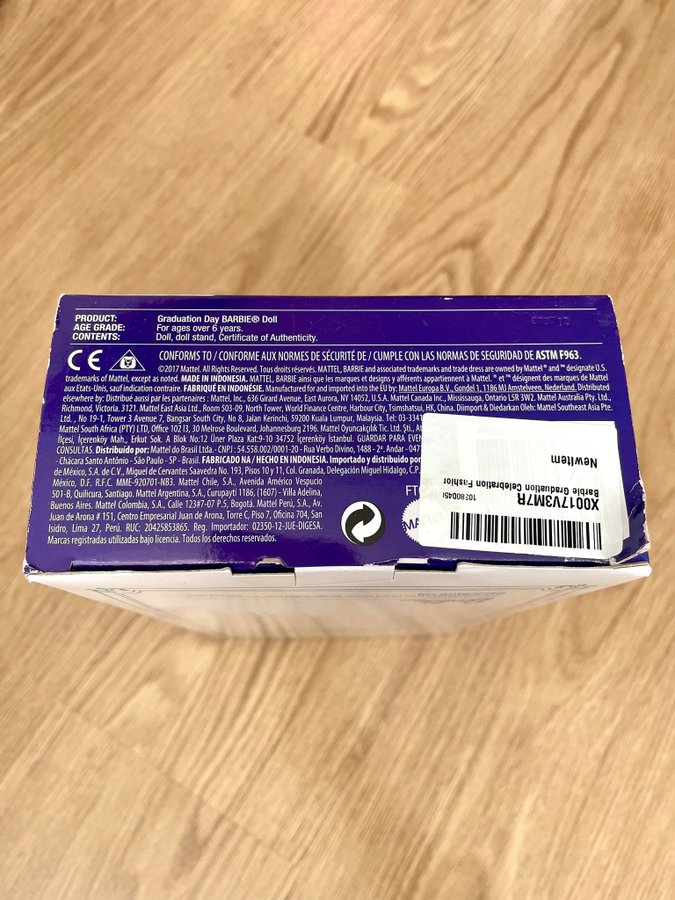 PRODUCT: Graduation Day BARBIE® Doll
AGE GRADE: For ages over 6 years.
CONTENTS: Doll, doll stand, Certificate of Authenticity.
CE CONFORMS TO / CONFORME AUX NORMES DE SÉCURITÉ DE / CUMPLE CON LAS NORMAS DE SEGURIDAD DE ASTM F963.
©2017 Mattel. All Rights Reserved. Tous droits réservés. MATTEL, BARBIE and associated trademarks and trade dress are owned by Mattel ® and ™ designate U.S.
trademarks of Mattel, except as noted. MADE IN INDONESIA. MATTEL, BARBIE ainsi que les marques et designs y afférents appartiennent à Mattel. ® et ™ désignent des marques de Mattel
aux États-Unis, sauf indication contraire. FABRIQUÉ EN INDONÉSIE. Manufactured for and imported into the EU by: Mattel Europa B.V., Gondel 1, 1186 MJ Amstelveen, Nederland. Distributed
elsewhere by: Mattel, Inc., 636 Girard Avenue, East Aurora, NY 14052, U.S.A. Mattel Canada Inc., Mississauga, Ontario L5R 3W2. Mattel Australia Pty. Ltd.,
Richmond, Victoria. 3121. Mattel East Asia Ltd., Room 503-09, North Tower, World Finance Centre, Harbour City, Tsimshatsui, HK, China. Diimport & Diedarkan Oleh: Mattel Southeast Asia Pte.
Ltd., No 19-1, Tower 3 Avenue 7, Bangsar South City, No 8, Jalan Kerinchi, 59200 Kuala Lumpur, Malaysia. Tel: 03-33
Mattel South Africa (PTY) LTD, Office 102 I3, 30 Melrose Boulevard, Johannesburg 2196. Mattel Oyuncakçılık Tic. Ltd. Şti.,
İlçesi, İçerenköy Mah., Erkut Sok. A Blok No:12 Üner Plaza Kat:9-10 34752 İçerenköy İstanbul. GUARDAR PARA
CONSULTAS. Distribuído por: Mattel do Brasil Ltda. - CNPJ : 54.558.002/0001-20 - Rua Verbo Divino, 1488 - 2º
- Chácara Santo Antônio - São Paulo - SP - Brasil. FABRICADO NA / HECHO EN INDONESIA. Importado y distribuido
de México, S.A. de C.V., Miguel de Cervantes Saavedra No. 193, Pisos 10 y 11, Col. Granada, Delegación Miguel Hidalgo,
México, D.F. R.F.C. MME-920701-NB3. Mattel Chile, S.A., Avenida Américo Vespucio
501-B, Quilicura, Santiago. Mattel Argentina, S.A., Curupaytí 1186, (1607) - Villa Adelina,
Buenos Aires. Mattel Colombia, S.A., Calle 123#7-07 P.5, Bogotá. Mattel Perú, S.A., Av.
Juan de Arona # 151, Centro Empresarial Juan de Arona, Torre C, Piso 7, Oficina 704, San
Isidro, Lima 27, Perú. RUC: 20425853865. Reg. Importador: 02350-12-JUE-DIGESA.
Marcas registradas utilizadas bajo licencia. Todos los derechos reservados.
X0017V3M7R
Barbie Graduation Celebration Fashion
NewItem